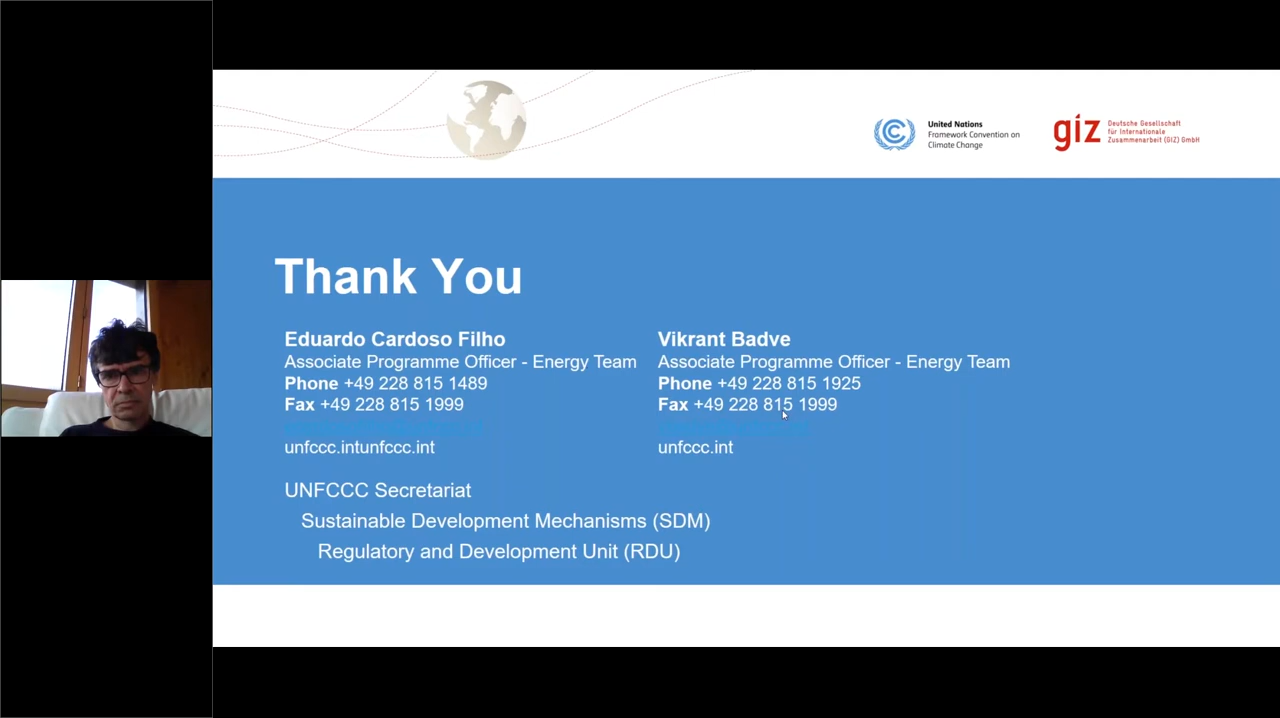 United Nations
Framework Convention on
Climate Change
giz
Deutsche Gesellschaft
für Internationale
Zusammenarbeit (GIZ) GmbH
Thank You
Eduardo Cardoso Filho
Associate Programme Officer - Energy Team
Phone +49 228 815 1489
Fax +49 228 815 1999
unfccc.intunfccc.int
Vikrant Badve
Associate Programme Officer - Energy Team
Phone +49 228 815 1925
Fax +49 228 815 1999
unfccc.int
UNFCCC Secretariat
Sustainable Development Mechanisms (SDM)
Regulatory and Development Unit (RDU)